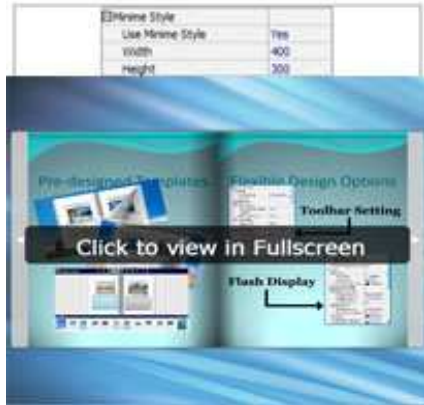 Minime Style
Use Minime Style Yes
Width 400
Height 300
Pre-designed Templates
Flexible Design Options
Toolbar Setting
Click to view in Fullscreen
Flash Display